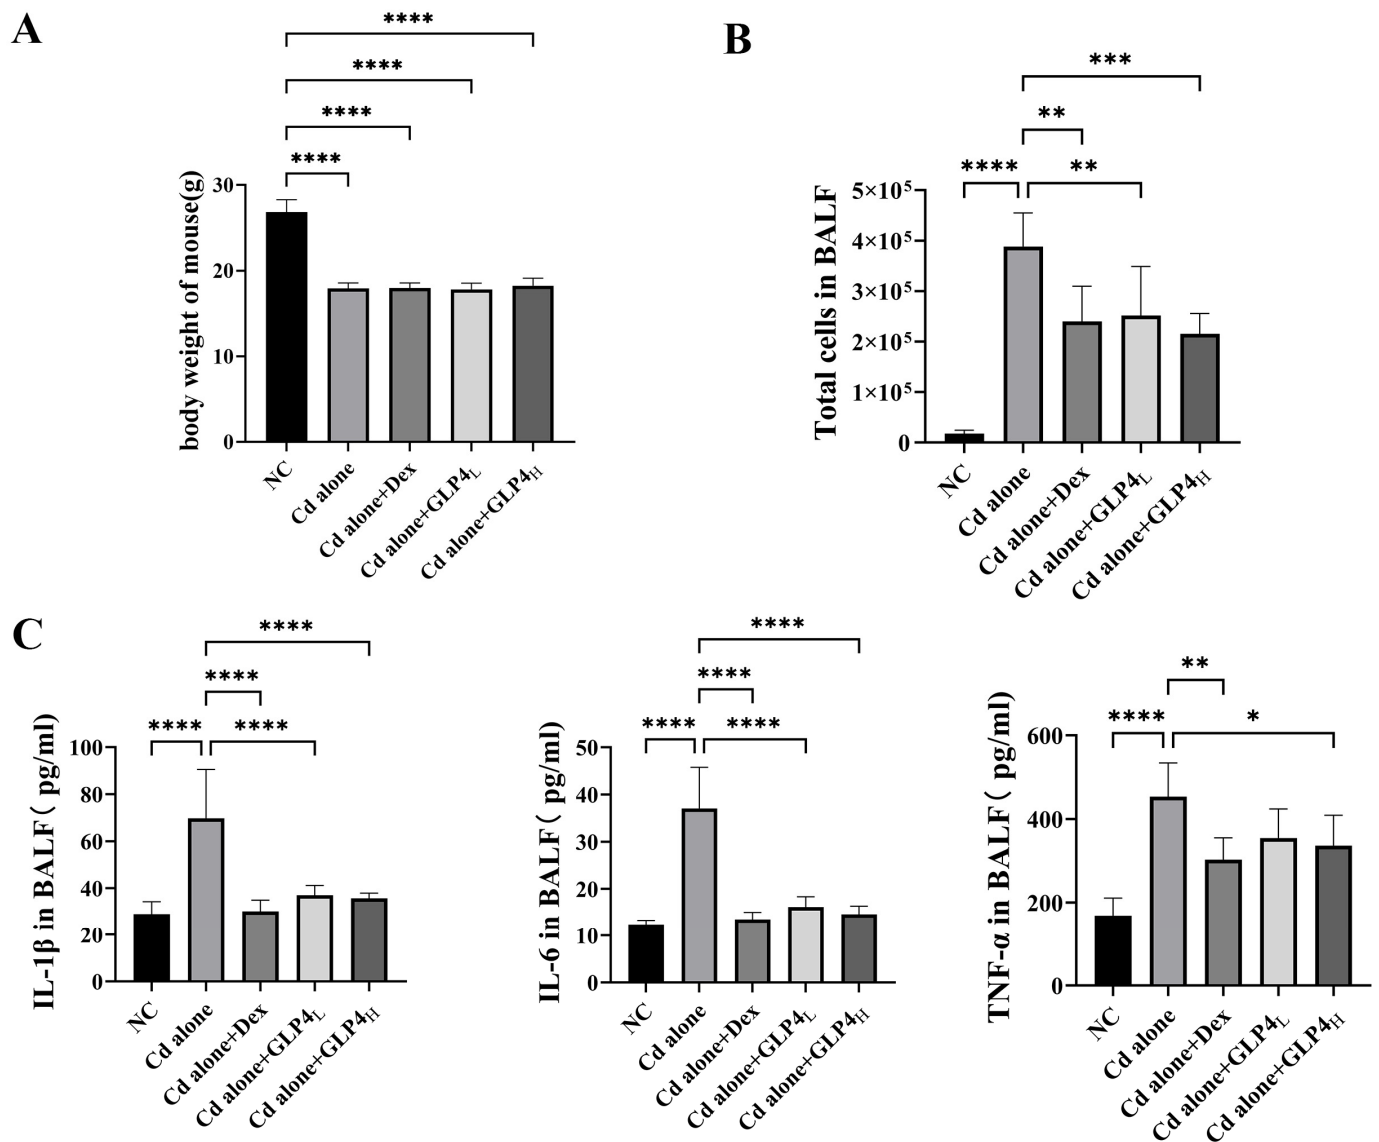 A
****
****
****
****
body weight of mouse(g)
30
20
10
0
NC
Cd alone
Cd alone+Dex
Cd alone+GLP4L
Cd alone+GLP4H
B
***
**
**** **
Total cells in BALF
5×10⁵
4×10⁵
3×10⁵
2×10⁵
1×10⁵
0
NC
Cd alone
Cd alone+Dex
Cd alone+GLP4L
Cd alone+GLP4H
C
****
****
**** ****
IL-1β in BALF( pg/ml)
100
80
60
40
20
0
NC
Cd alone
Cd alone+Dex
Cd alone+GLP4L
Cd alone+GLP4H
****
****
**** ****
IL-6 in BALF( pg/ml)
50
40
30
20
10
0
NC
Cd alone
Cd alone+Dex
Cd alone+GLP4L
Cd alone+GLP4H
**
**** *
TNF-α in BALF( pg/ml)
600
400
200
0
NC
Cd alone
Cd alone+Dex
Cd alone+GLP4L
Cd alone+GLP4H